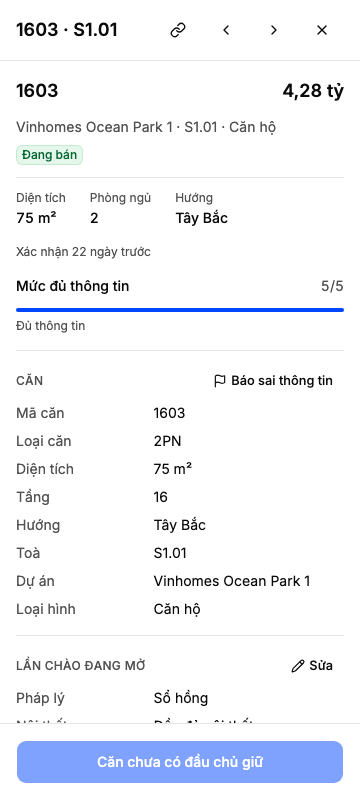 1603 · S1.01
1603
4,28 tỷ
Vinhomes Ocean Park 1 · S1.01 · Căn hộ
Đang bán
Diện tích
Phòng ngủ
Hướng
75 m²
2
Tây Bắc
Xác nhận 22 ngày trước
Mức đủ thông tin
5/5
Đủ thông tin
CĂN
Báo sai thông tin
Mã căn 1603
Loại căn 2PN
Diện tích 75 m²
Tầng 16
Hướng Tây Bắc
Toà S1.01
Dự án Vinhomes Ocean Park 1
Loại hình Căn hộ
LẦN CHÀO ĐANG MỞ
Sửa
Pháp lý Sổ hồng
Căn chưa có đầu chủ giữ